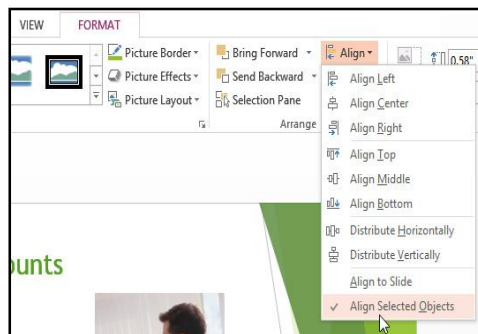 VIEW FORMAT
Picture Border Bring Forward Align 0.58"
Picture Effects Send Backward
Picture Layout Selection Pane
Arrange
Align Left
Align Center
Align Right
Align Top
Align Middle
Align Bottom
Distribute Horizontally
Distribute Vertically
Align to Slide
Align Selected Objects
ounts